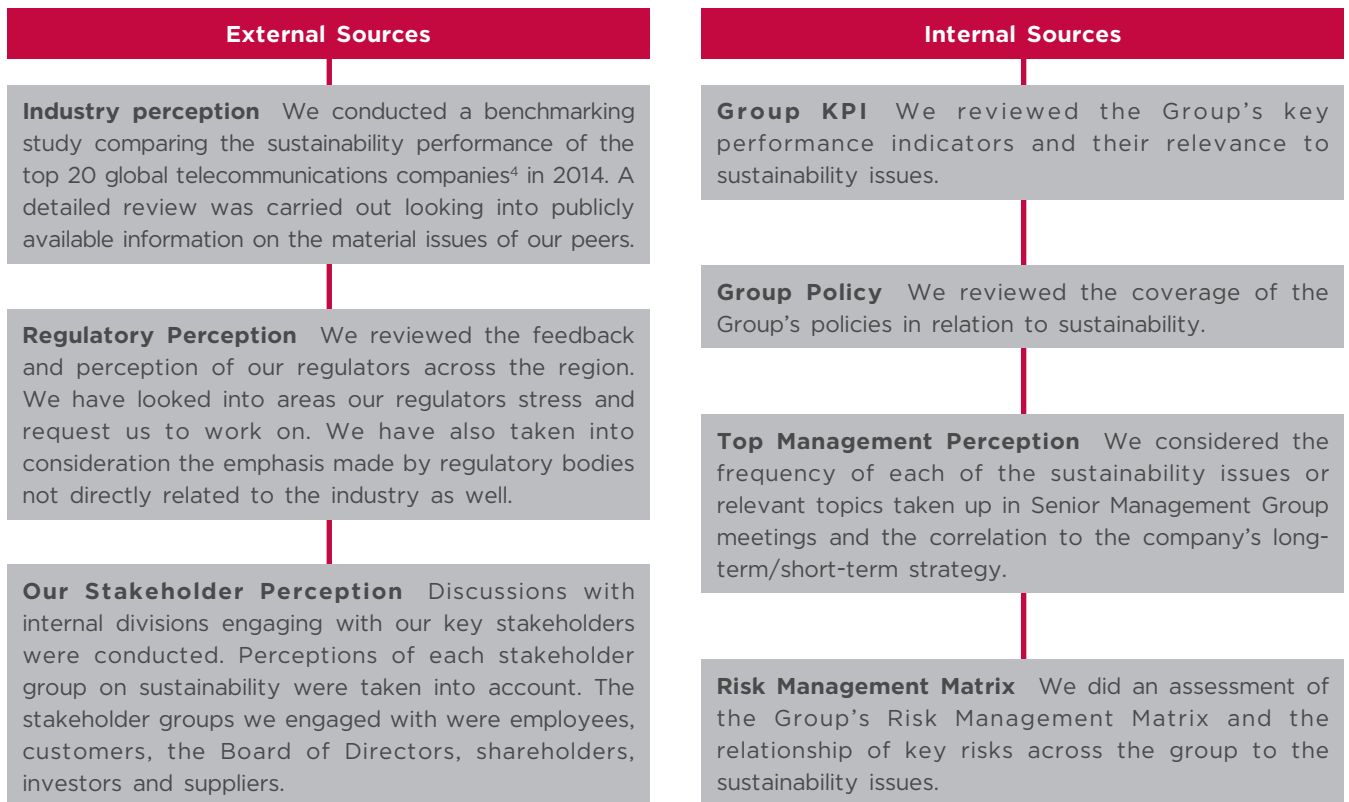 External Sources
Industry perception We conducted a benchmarking
study comparing the sustainability performance of the
top 20 global telecommunications companies⁴ in 2014. A
detailed review was carried out looking into publicly
available information on the material issues of our peers.
Regulatory Perception We reviewed the feedback
and perception of our regulators across the region.
We have looked into areas our regulators stress and
request us to work on. We have also taken into
consideration the emphasis made by regulatory bodies
not directly related to the industry as well.
Our Stakeholder Perception Discussions with
internal divisions engaging with our key stakeholders
were conducted. Perceptions of each stakeholder
group on sustainability were taken into account. The
stakeholder groups we engaged with were employees,
customers, the Board of Directors, shareholders,
investors and suppliers.
Internal Sources
Group KPI We reviewed the Group’s key
performance indicators and their relevance to
sustainability issues.
Group Policy We reviewed the coverage of the
Group’s policies in relation to sustainability.
Top Management Perception We considered the
frequency of each of the sustainability issues or
relevant topics taken up in Senior Management Group
meetings and the correlation to the company’s long-
term/short-term strategy.
Risk Management Matrix We did an assessment of
the Group’s Risk Management Matrix and the
relationship of key risks across the group to the
sustainability issues.